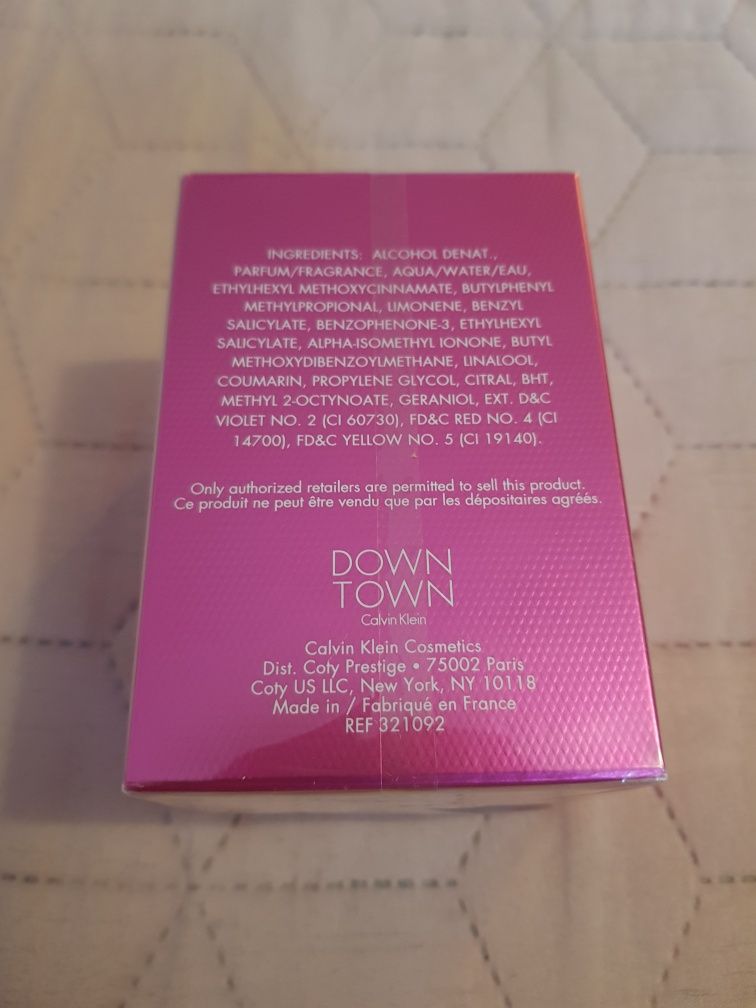 INGREDIENTS: ALCOHOL DENAT.,
PARFUM/FRAGRANCE, AQUA/WATER/EAU,
ETHYLHEXYL METHOXYCINNAMATE, BUTYLPHENYL
METHYLPROPIONAL, LIMONENE, BENZYL
SALICYLATE, BENZOPHENONE-3, ETHYLHEXYL
SALICYLATE, ALPHA-ISOMETHYL IONONE, BUTYL
METHOXYDIBENZOYLMETHANE, LINALOOL,
COUMARIN, PROPYLENE GLYCOL, CITRAL, BHT,
METHYL 2-OCTYNOATE, GERANIOL, EXT. D&C
VIOLET NO. 2 (CI 60730), FD&C RED NO. 4 (CI
14700), FD&C YELLOW NO. 5 (CI 19140).
Only authorized retailers are permitted to sell this product.
Ce produit ne peut être vendu que par les dépositaires agréés.
DOWN
TOWN
Calvin Klein
Calvin Klein Cosmetics
Dist. Coty Prestige • 75002 Paris
Coty US LLC, New York, NY 10118
Made in / Fabriqué en France
REF 321092